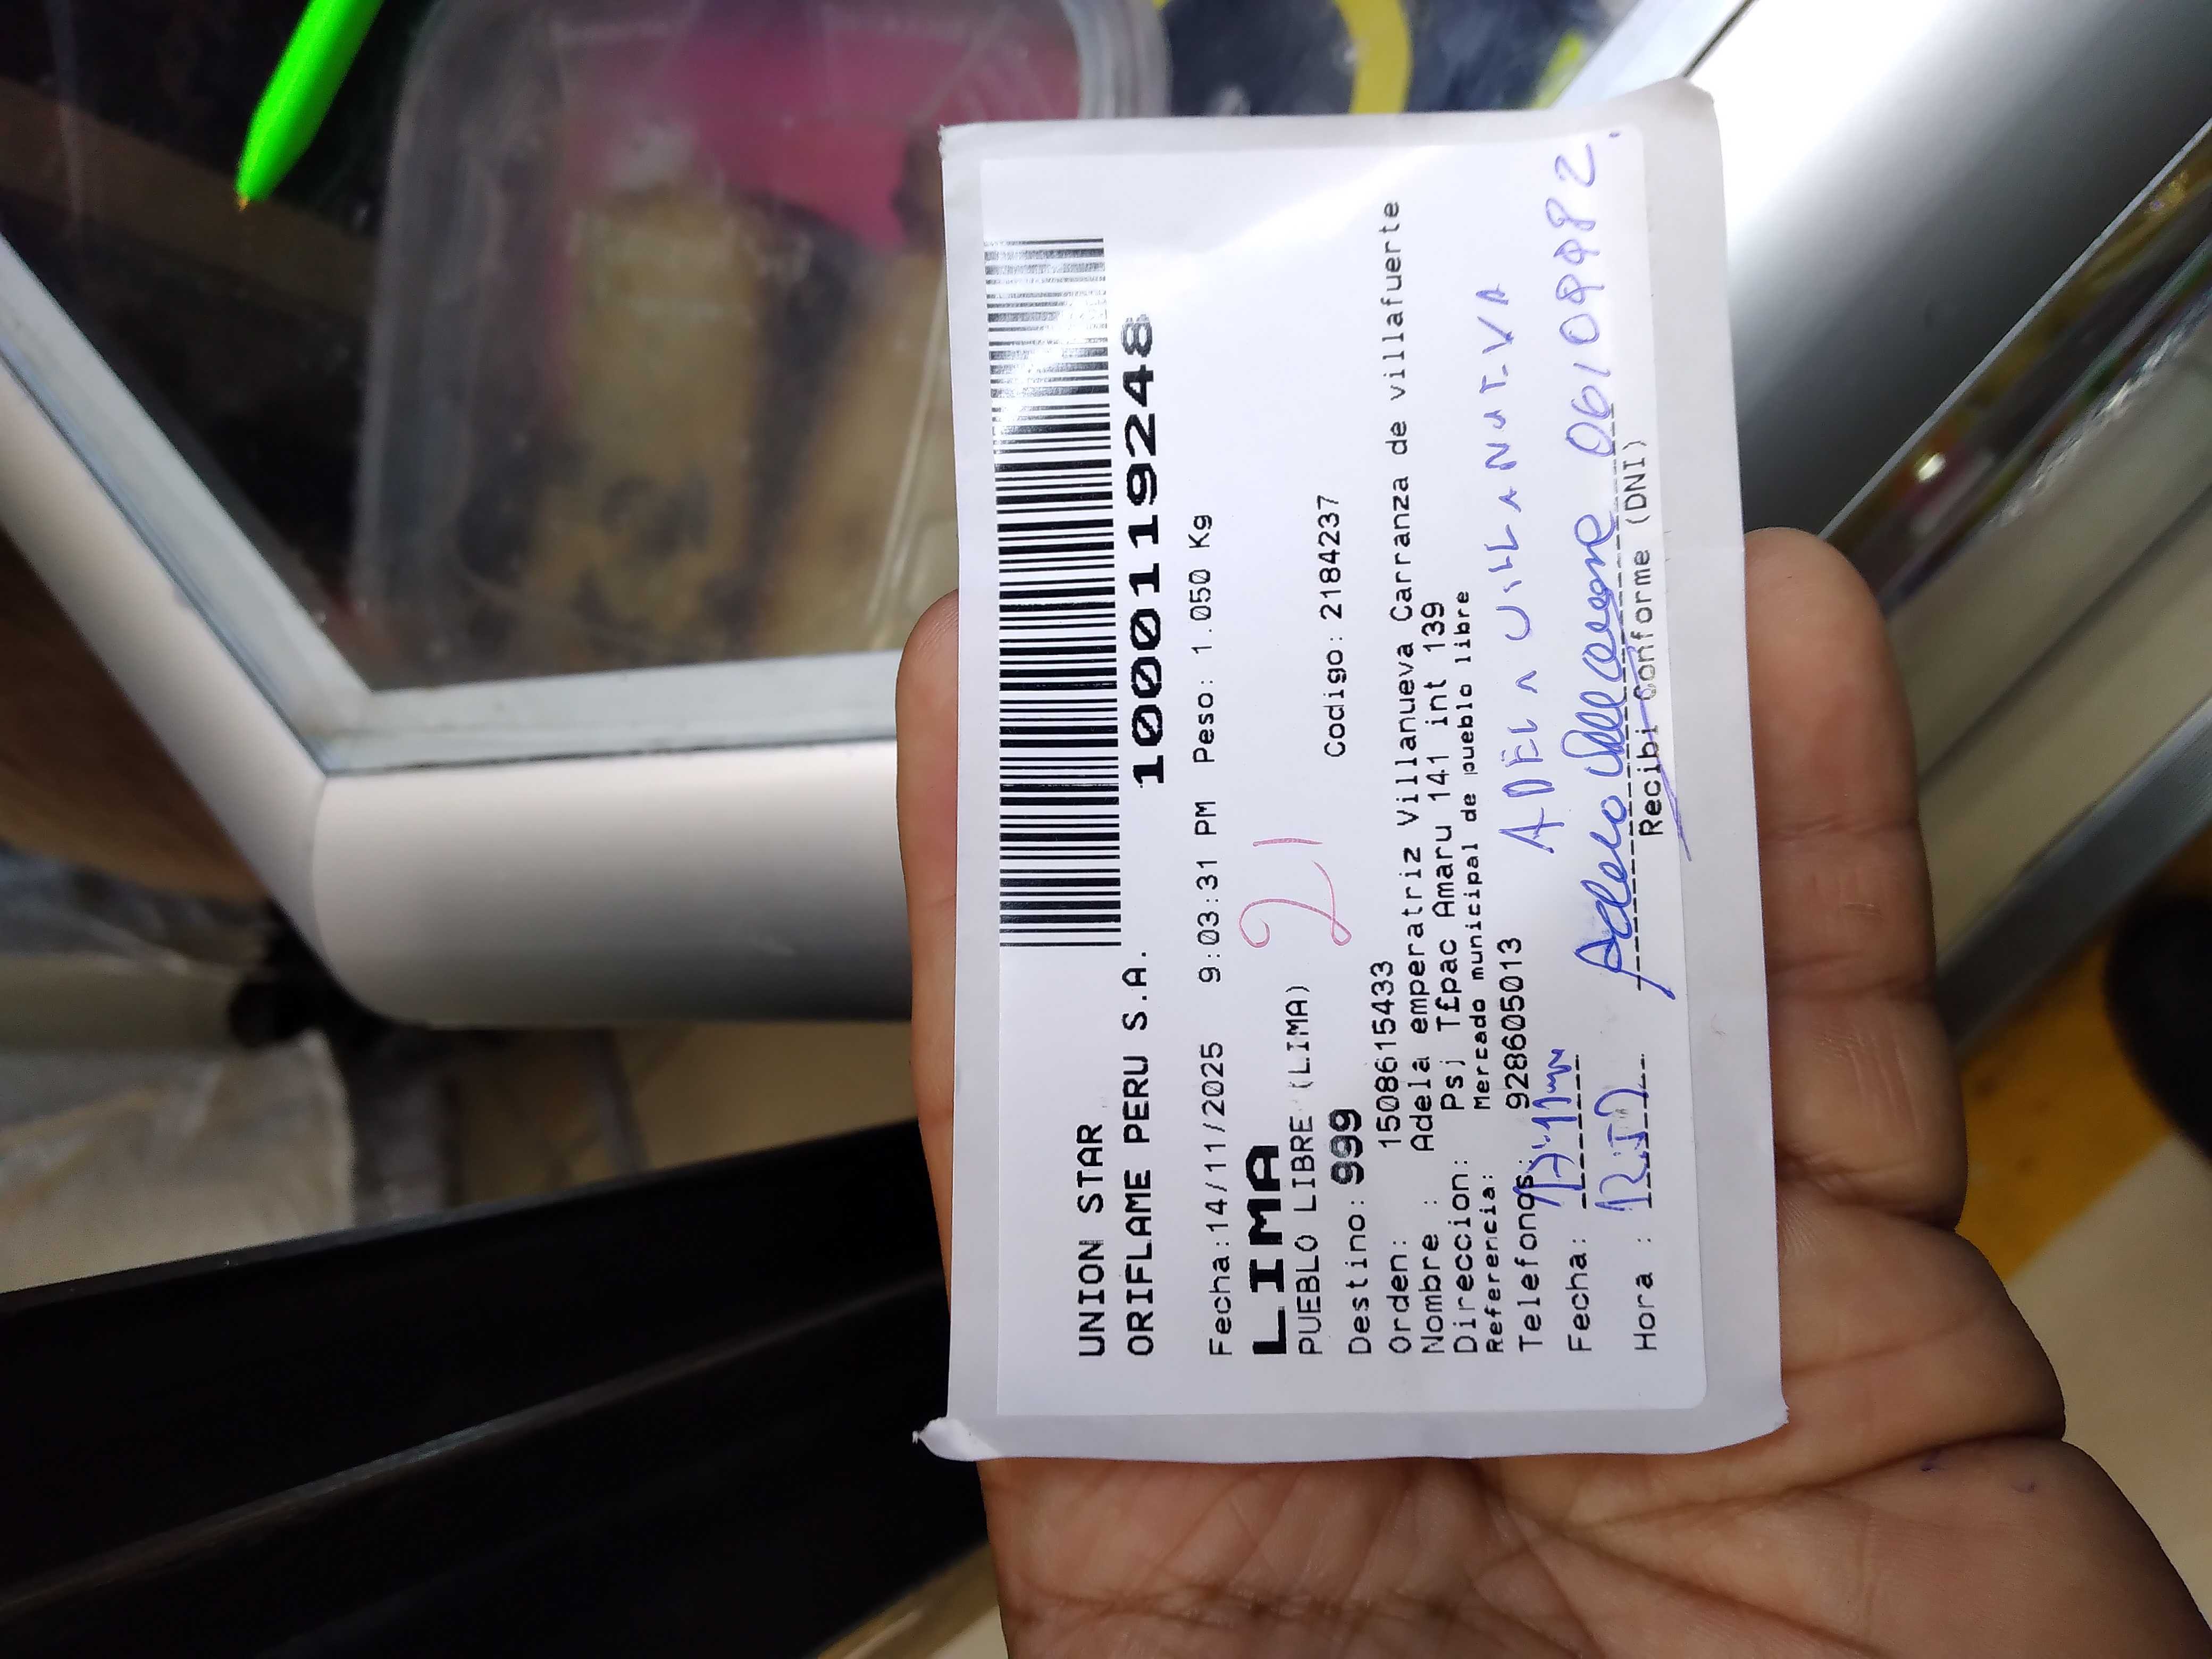 UNION STAR
ORIFLAME PERU S.A.
1000119248
Fecha:14/11/2025 9:03:31 PM Peso: 1.050 Kg
LIMA
PUEBLO LIBRE (LIMA)
21
Destino: 999 Codigo: 2184237
Orden: 1508615433
Nombre : Adela emperatriz Villanueva Carranza de villafuerte
Direccion: Psj T£pac Amaru 141 int 139
Referencia: Mercado municipal de pueblo libre
Telefonos: 928605013
ADELA VILLANUEVA
Fecha:
Hora :
Recibi Conforme (DNI)